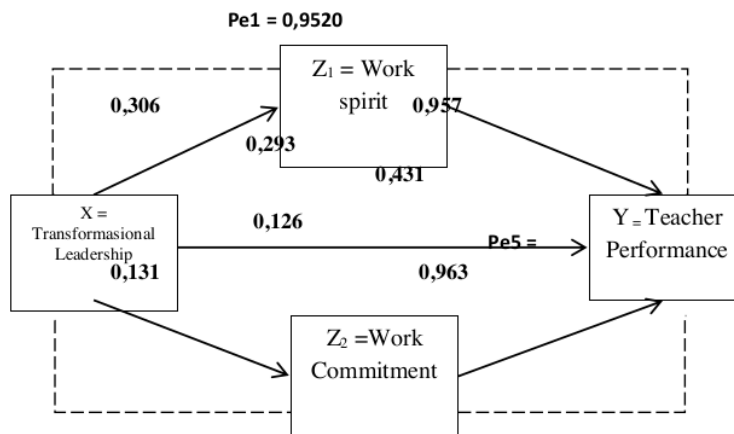 Pe1 = 0,9520
Z₁ = Work
spirit
0,306
0,957
0,293
0,431
X =
Transformasional
Leadership
0,126
Y = Teacher
Performance
Pe5 =
0,131
0,963
Z₂ =Work
Commitment